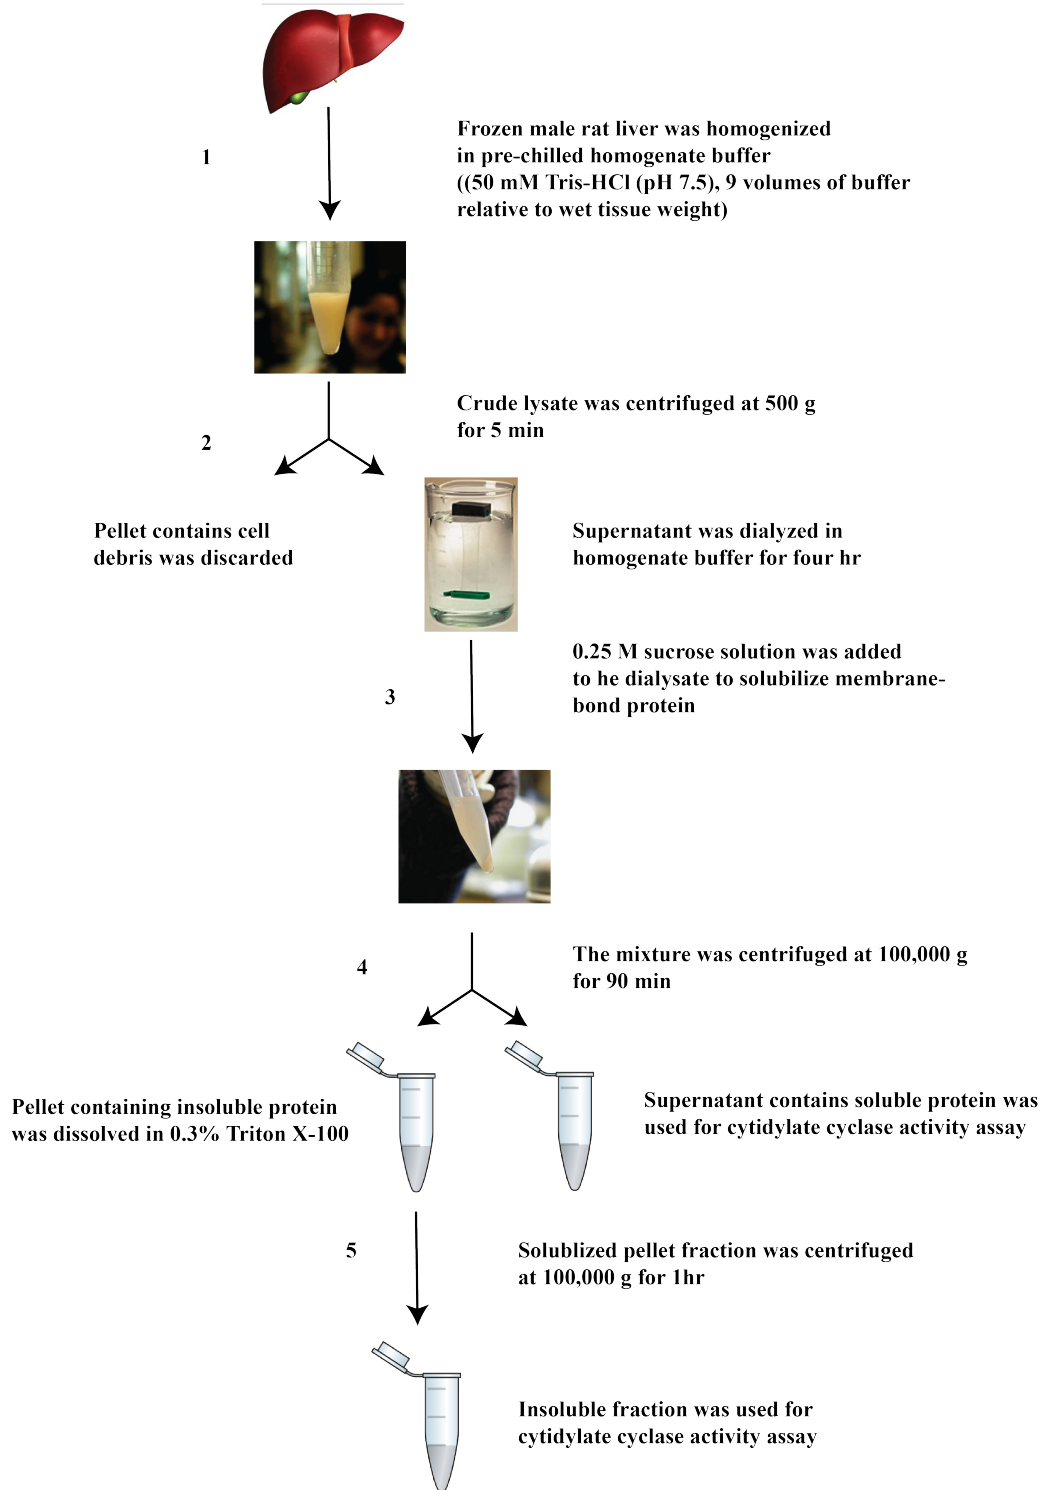 1
Frozen male rat liver was homogenized
in pre-chilled homogenate buffer
((50 mM Tris-HCl (pH 7.5), 9 volumes of buffer
relative to wet tissue weight)
2
Crude lysate was centrifuged at 500 g
for 5 min
Pellet contains cell
debris was discarded
Supernatant was dialyzed in
homogenate buffer for four hr
3
0.25 M sucrose solution was added
to he dialysate to solubilize membrane-
bond protein
4
The mixture was centrifuged at 100,000 g
for 90 min
Pellet containing insoluble protein
was dissolved in 0.3% Triton X-100
Supernatant contains soluble protein was
used for cytidylate cyclase activity assay
5
Solublized pellet fraction was centrifuged
at 100,000 g for 1hr
Insoluble fraction was used for
cytidylate cyclase activity assay